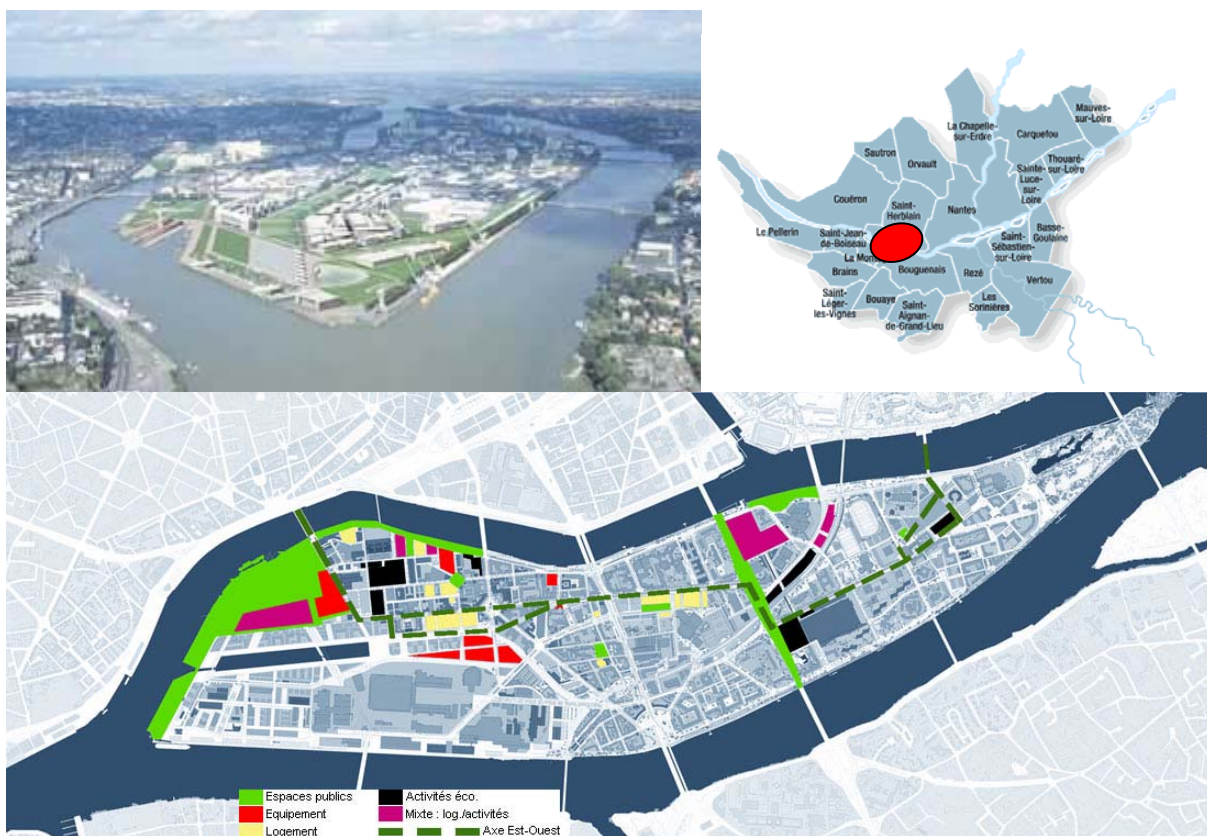 Mauves-
sur-Loire
La Chapelle-
sur-Erdre
Carquefou
Sautron
Orvault
Thouaré-
sur-Loire
Sainte-
Luce-
sur-
Loire
Couëron
Saint-
Herblain
Nantes
Basse-
Goulaine
Le Pellerin
Saint-Jean-
de-Boiseau
Saint-
Sébastien-
sur-Loire
La Mon
Brains
Bouguenais
Rezé
Vertou
Saint-
Léger-
les-Vignes
Bouaye
Saint-
Aignan-
de-Grand-Lieu
Les
Sorinières
Espaces publics
Activités éco.
Equipement
Mixte : log./activités
Logement
Axe Est-Ouest